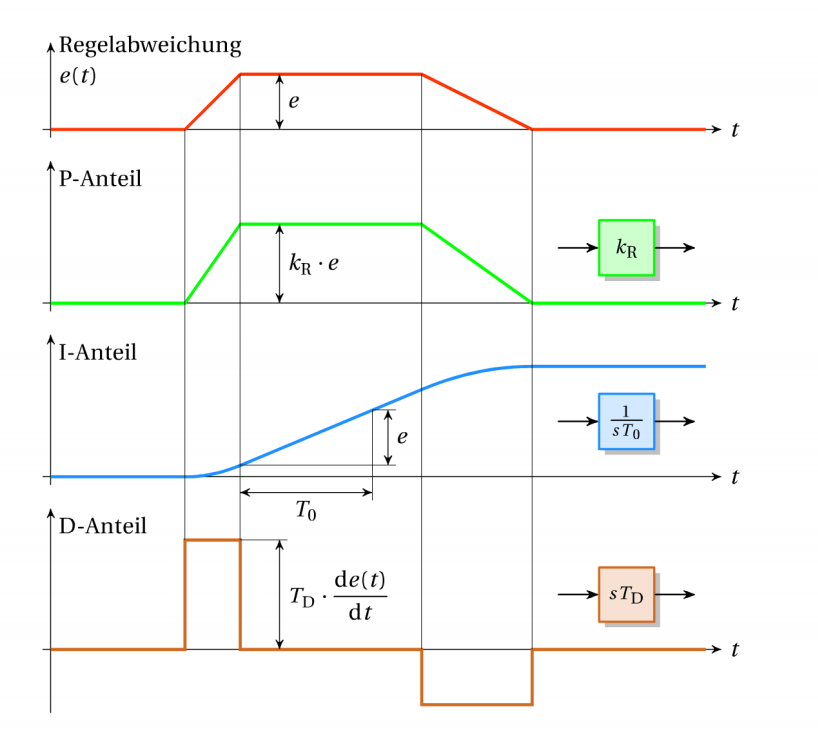 Regelabweichung
e(t)
e
t
P-Anteil
k_R · e
k_R
t
I-Anteil
e
1
sT_0
t
T_0
D-Anteil
T_D · de(t)/dt
sT_D
t